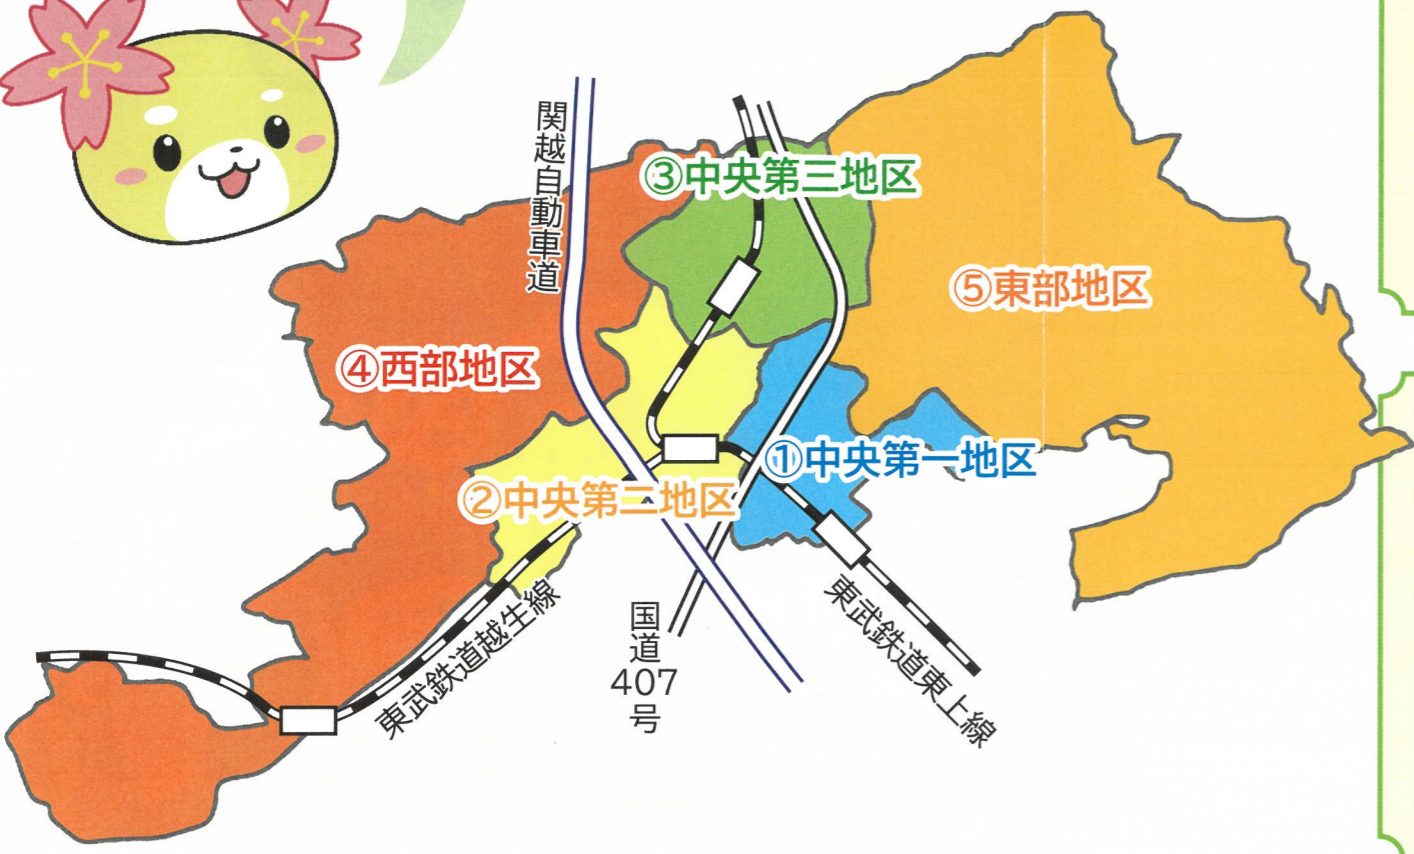 関越自動車道
③中央第三地区
⑤東部地区
④西部地区
①中央第一地区
②中央第二地区
東武鉄道越生線
国道407号
東武鉄道東上線